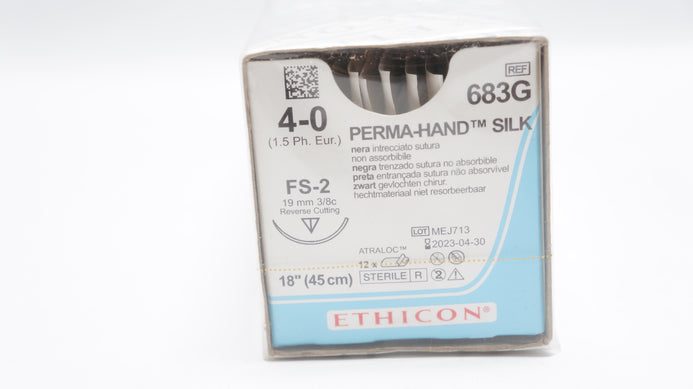 REF
683G
4-0
(1.5 Ph. Eur.)
PERMA-HAND™ SILK
nera intrecciato sutura
non assorbibile
negra trenzado sutura no absorbible
preta entrançada sutura não absorvível
zwart gevlochten chirur.
hechtmateriaal niet resorbeerbaar
FS-2
19 mm 3/8c
Reverse Cutting
LOT MEJ713
2023-04-30
ATRALOC™
12 x
STERILE R
2
18" (45 cm)
ETHICON®